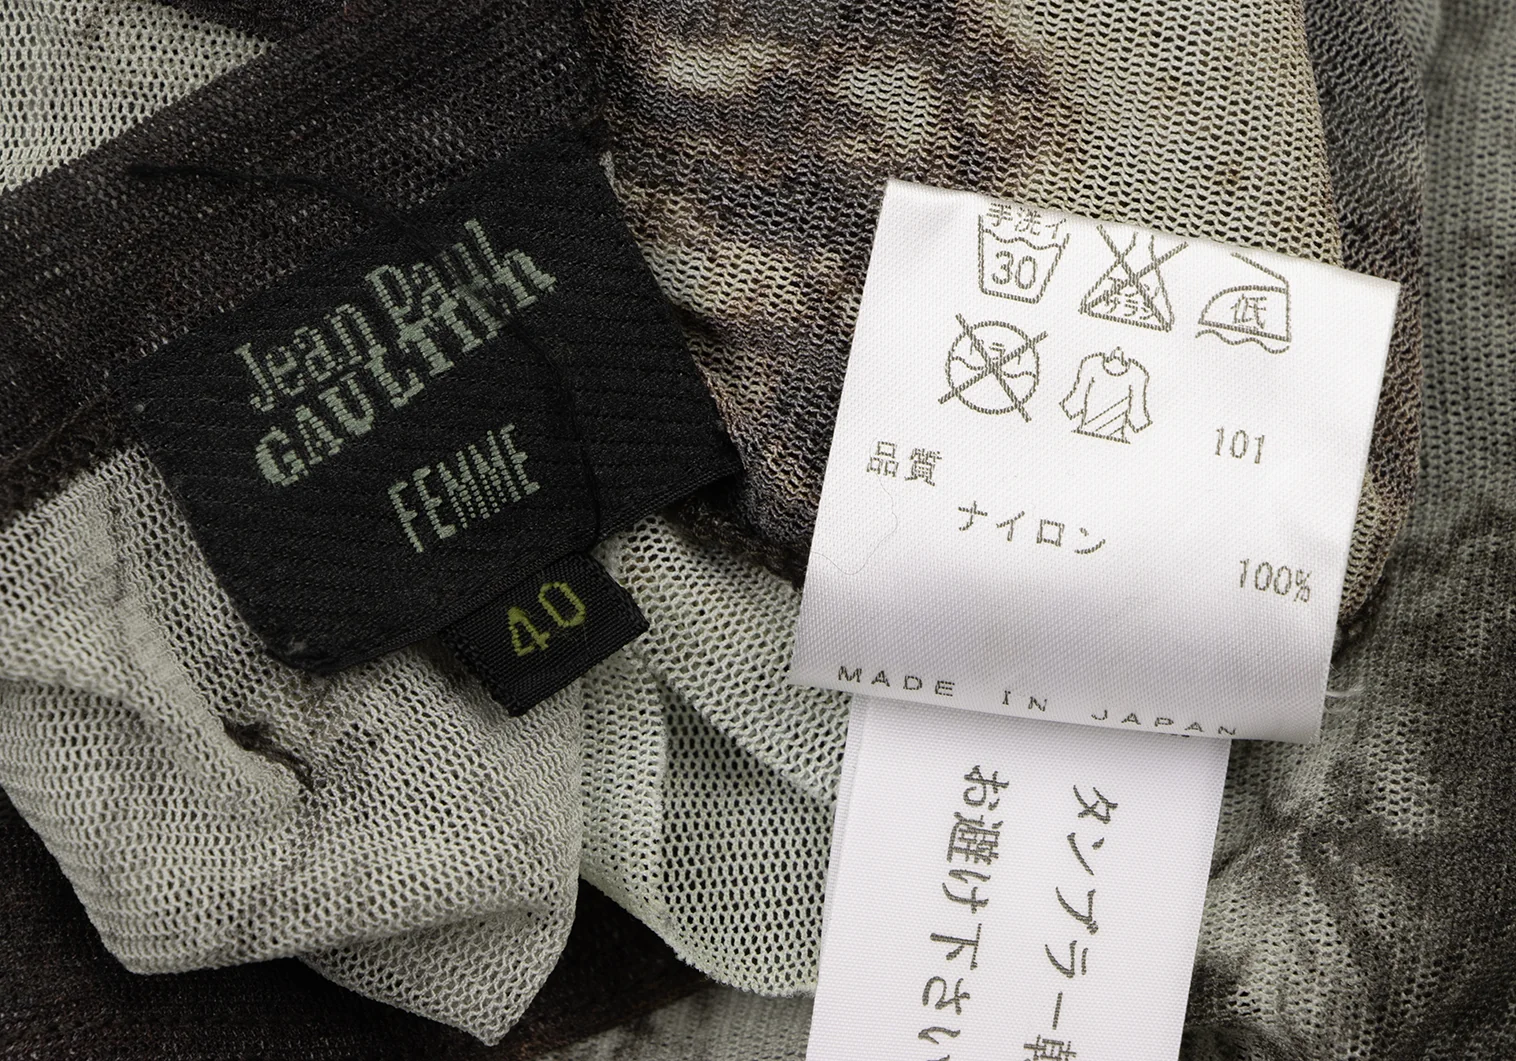 Jean Paul
GAULTIER
FEMME
40
手洗イ
30
低
101
品質
ナイロン
100%
MADE IN JAPAN
タンブラー乾
お避け下さい